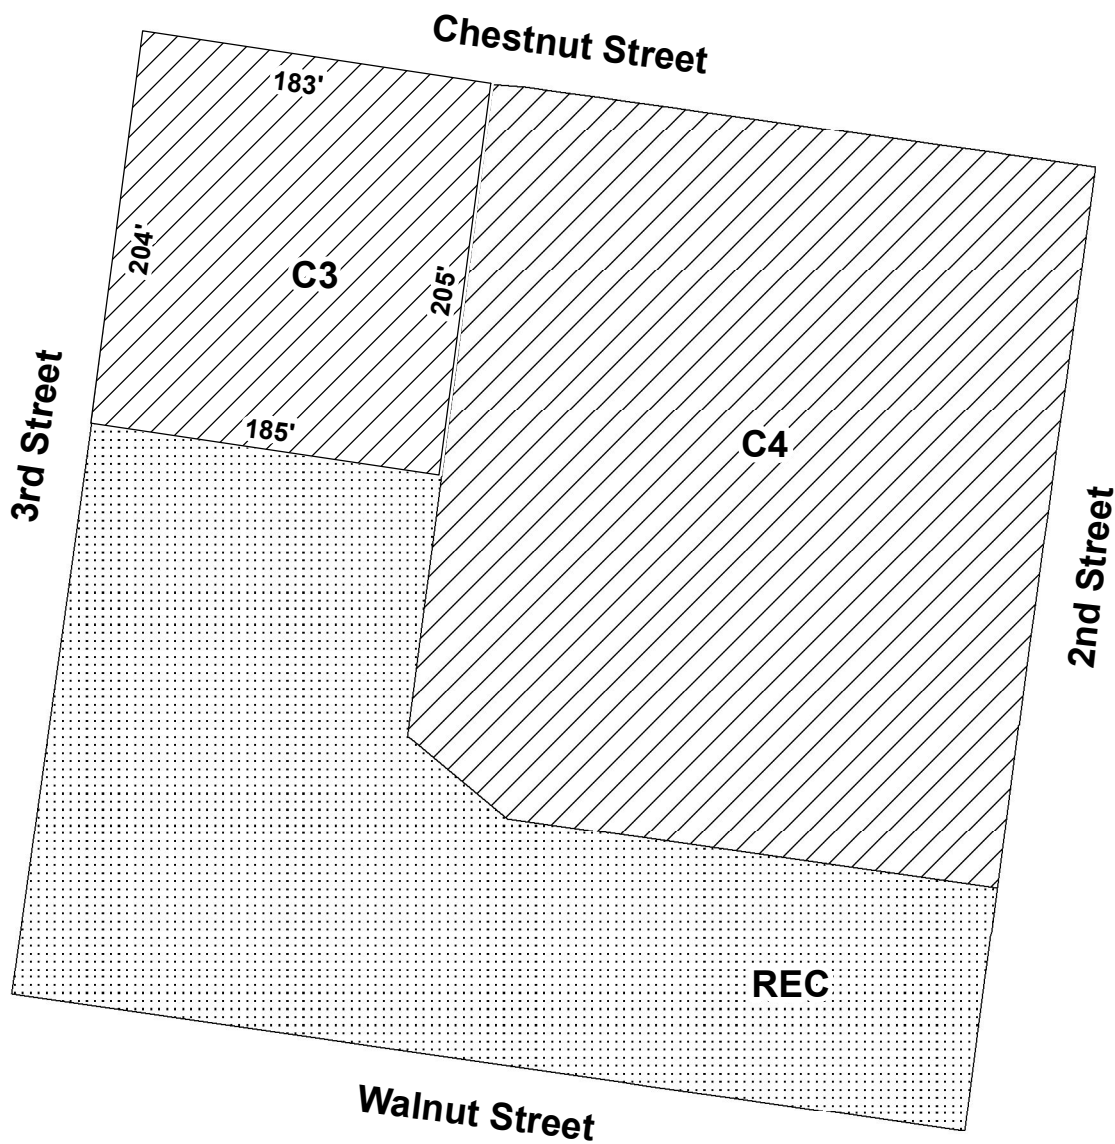 Chestnut Street
183'
204'
C3
205'
3rd Street
185'
C4
2nd Street
REC
Walnut Street